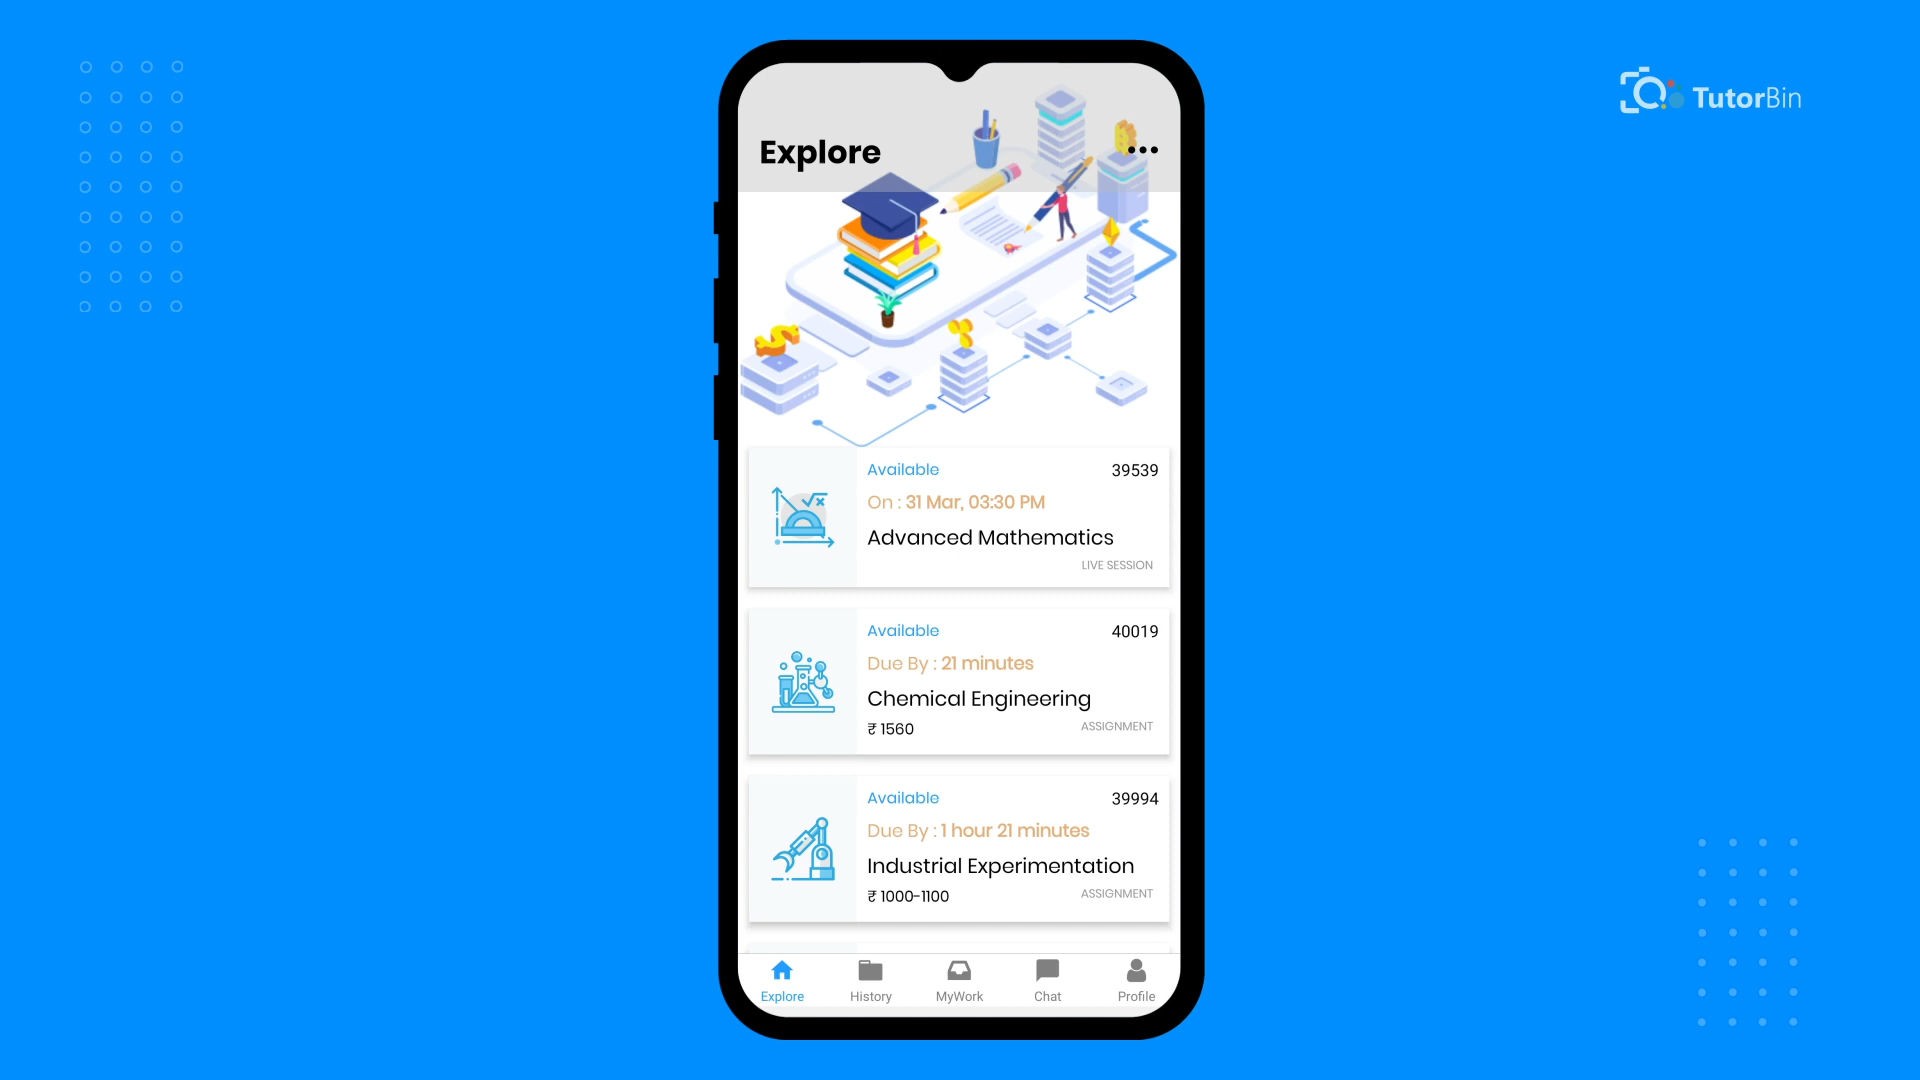 TutorBin
Explore
Available
39539
On : 31 Mar, 03:30 PM
Advanced Mathematics
LIVE SESSION
Available
40019
Due By : 21 minutes
Chemical Engineering
₹ 1560
ASSIGNMENT
Available
39994
Due By : 1 hour 21 minutes
Industrial Experimentation
₹ 1000-1100
ASSIGNMENT
Explore
History
MyWork
Chat
Profile